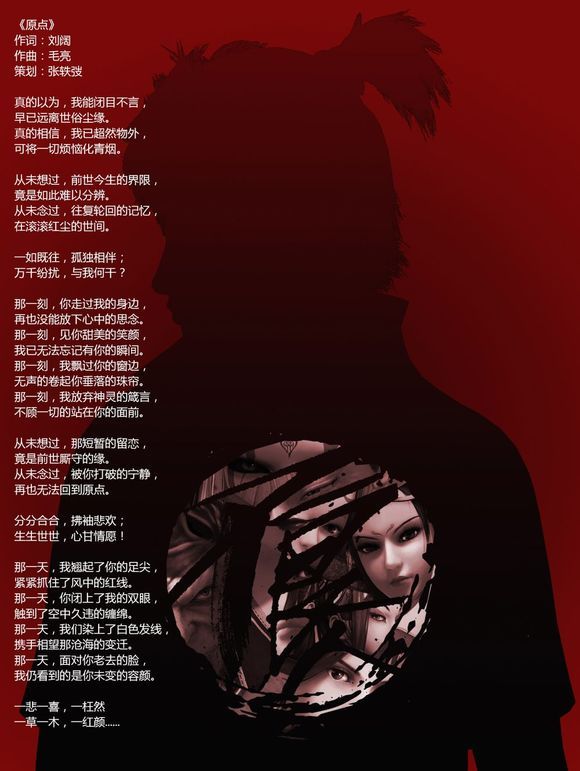 《原点》
作词：刘阔
作曲：毛亮
策划：张轶弢
真的以为，我能闭目不言，
早已远离世俗尘缘。
真的相信，我已超然物外，
可将一切烦恼化青烟。
从未想过，前世今生的界限，
竟是如此难以分辨。
从未念过，往复轮回的记忆，
在滚滚红尘的世间。
一如既往，孤独相伴；
万千纷扰，与我何干？
那一刻，你走过我的身边，
再也没能放下心中的思念。
那一刻，见你甜美的笑颜，
我已无法忘记有你的瞬间。
那一刻，我飘过你的窗边，
无声的卷起你垂落的珠帘。
那一刻，我放弃神灵的箴言，
不顾一切的站在你的面前。
从未想过，那短暂的留恋，
竟是前世厮守的缘。
从未念过，被你打破的宁静，
再也无法回到原点。
分分合合，拂袖悲欢；
生生世世，心甘情愿！
那一天，我翘起了你的足尖，
紧紧抓住了风中的红线。
那一天，你闭上了我的双眼，
触到了空中久违的缠绵。
那一天，我们染上了白色发线，
携手相望那沧海的变迁。
那一天，面对你老去的脸，
我仍看到的是你未变的容颜。
一悲一喜，一枉然
一草一木，一红颜……